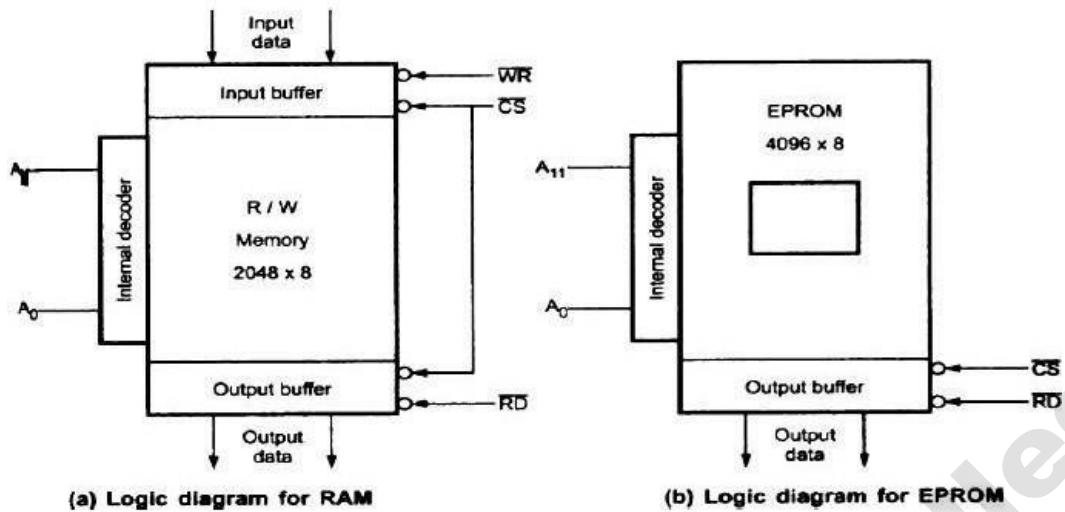 Input
data
WR
Input buffer
CS
Internal decoder
A0
R / W
Memory
2048 x 8
Output buffer
RD
Output
data
(a) Logic diagram for RAM
EPROM
4096 x 8
A11
Internal decoder
A0
Output buffer
CS
RD
Output
data
(b) Logic diagram for EPROM